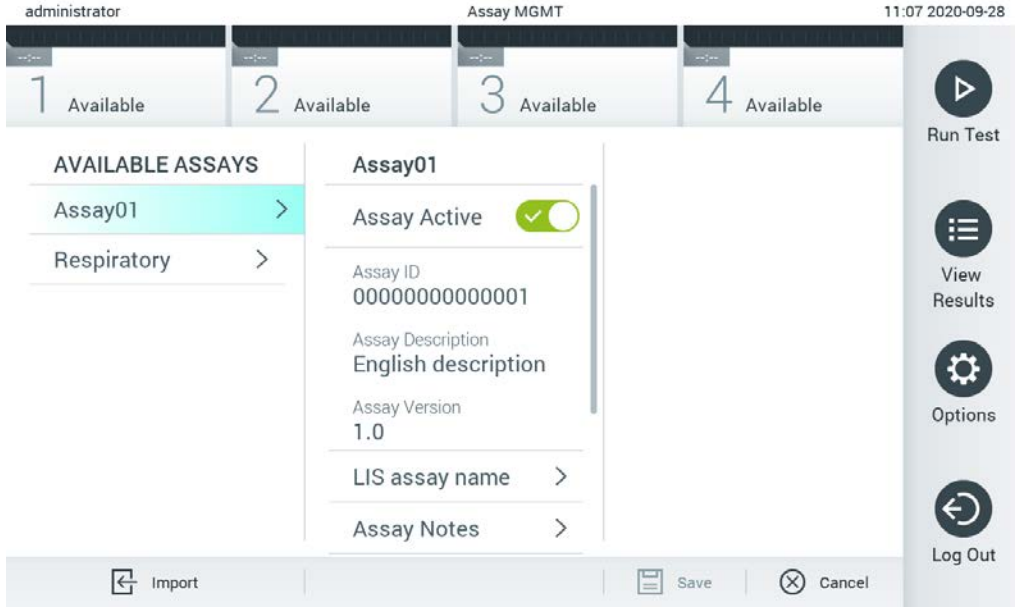 administrator Assay MGMT 11:07 2020-09-28
--:-- --:-- --:-- --:--
1 Available 2 Available 3 Available 4 Available
Run Test
AVAILABLE ASSAYS
Assay01
Respiratory
Assay01
Assay Active
Assay ID
00000000000001
Assay Description
English description
Assay Version
1.0
LIS assay name
Assay Notes
View
Results
Options
Log Out
Import Save Cancel